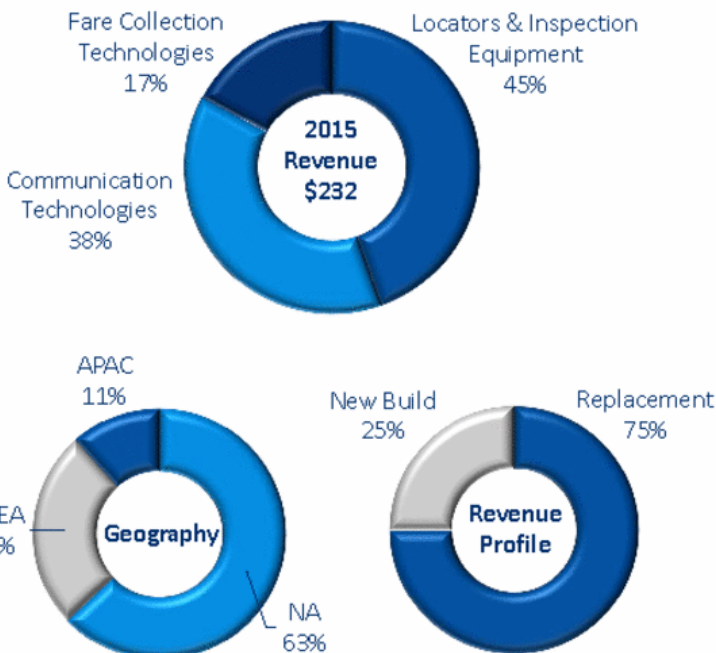 Fare Collection
Technologies
17%
Locators & Inspection
Equipment
45%
2015
Revenue
$232
Communication
Technologies
38%
APAC
11%
EA
%
Geography
NA
63%
New Build
25%
Replacement
75%
Revenue
Profile